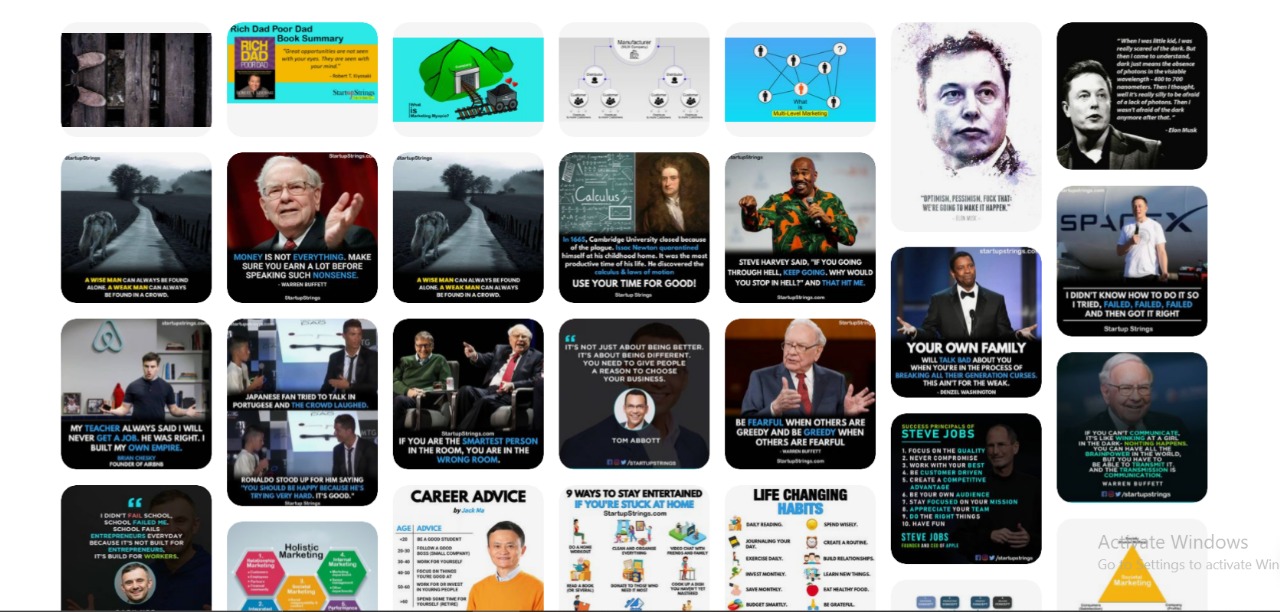 Rich Dad Poor Dad
Book Summary
RICH
DAD
POOR DAD
"Great opportunities are not seen
with your eyes. They are seen with
your mind."
StartupStrings
Company
What
IS
Marketing Myopia?
Manufacturer
What
is
Multi-Level Marketing
?
"OPTIMISM, PESSIMISM, FUCK THAT;
WE'RE GOING TO MAKE IT HAPPEN."
- ELON MUSK -
"When I was little kid, I was
really scared of the dark. But
then I came to understand,
dark just means the absence
of photons in the visiable
wavelength - 400 to 700
nanometers. Then I thought,
well it's really silly to be afraid
of a lack of photons. Then I
wasn't afraid of the dark
anymore after that."
- Elon Musk
StartupStrings
A WISE MAN CAN ALWAYS BE FOUND
ALONE. A WEAK MAN CAN ALWAYS
BE FOUND IN A CROWD.
StartupStrings.co
MONEY IS NOT EVERYTHING. MAKE
SURE YOU EARN A LOT BEFORE
SPEAKING SUCH NONSENSE.
- WARREN BUFFETT
StartupStrings
StartupStrings
A WISE MAN CAN ALWAYS BE FOUND
ALONE. A WEAK MAN CAN ALWAYS
BE FOUND IN A CROWD.
Calculus
In 1665, Cambridge University closed because
of the plague. Issac Newton quarantined
himself at his childhood home. It was the most
productive time of his life. He discovered the
calculus & laws of motion
USE YOUR TIME FOR GOOD!
StartupStrings
StartupStrings
STEVE HARVEY SAID, "IF YOU GOING
THROUGH HELL, KEEP GOING. WHY WOULD
YOU STOP IN HELL?" AND THAT HIT ME.
StartupStrings.com
startupstrings.com
SPACEX
I DIDN'T KNOW HOW TO DO IT SO
I TRIED, FAILED, FAILED, FAILED
AND THEN GOT IT RIGHT
Startup Strings
startupstrings.com
YOUR OWN FAMILY
WILL TALK BAD ABOUT YOU
WHEN YOU'RE IN THE PROCESS OF
BREAKING ALL THEIR GENERATION CURSES.
THIS AIN'T FOR THE WEAK.
- DENZEL WASHINGTON
startupstrings.com
MY TEACHER ALWAYS SAID I WILL
NEVER GET A JOB. HE WAS RIGHT. I
BUILT MY OWN EMPIRE.
BRIAN CHESKY
FOUNDER OF AIRBNB
JAPANESE FAN TRIED TO TALK IN
PORTUGESE AND THE CROWD LAUGHED.
RONALDO STOOD UP FOR HIM SAYING
"YOU SHOULD BE HAPPY BECAUSE HE'S
TRYING VERY HARD. IT'S GOOD."
StartupStrings.com
IF YOU ARE THE SMARTEST PERSON
IN THE ROOM, YOU ARE IN THE
WRONG ROOM.
IT'S NOT JUST ABOUT BEING BETTER.
IT'S ABOUT BEING DIFFERENT.
YOU NEED TO GIVE PEOPLE
A REASON TO CHOOSE
YOUR BUSINESS.
TOM ABBOTT
/STARTUPSTRINGS
BE FEARFUL WHEN OTHERS ARE
GREEDY AND BE GREEDY WHEN
OTHERS ARE FEARFUL
- WARREN BUFFETT
StartupStrings
IF YOU CAN'T COMMUNICATE,
IT'S LIKE WINKING AT A GIRL
IN THE DARK- NOHTING HAPPENS.
YOU CAN HAVE ALL THE
BRAINPOWER IN THE WORLD,
BUT YOU HAVE TO
BE ABLE TO TRANSMIT IT,
AND THE TRANSMISSION IS
COMMUNICATION.
WARREN BUFFETT
/startupstrings
SUCCESS PRINCIPALS OF
STEVE JOBS
1. FOCUS ON THE QUALITY
2. NEVER COMPROMISE
3. WORK WITH YOUR BEST
4. BE CUSTOMER DRIVEN
5. CREATE A COMPETITIVE
ADVANTAGE
6. BE YOUR OWN AUDIENCE
7. STAY FOCUSED ON YOUR MISSION
8. APPRECIATE YOUR TEAM
9. DO THE RIGHT THINGS
10. HAVE FUN
STEVE JOBS
FOUNDER AND CEO OF APPLE
/startupstrings
I DIDN'T FAIL SCHOOL,
SCHOOL FAILED ME.
SCHOOL FAILS
ENTREPRENEURS EVERYDAY
BECAUSE IT'S NOT BUILT FOR
ENTREPRENEURS,
IT'S BUILD FOR WORKERS.
Holistic
Marketing
CAREER ADVICE
by Jack Ma
AGE ADVICE
<20 BE A GOOD STUDENT
20-30 FOLLOW A GOOD
BOSS (SMALL COMPANY)
30-40 WORK FOR YOURSELF
40-50 FOCUS ON THINGS
YOU'RE GOOD AT
50-60 WORK FOR OR INVEST
IN YOUNG PEOPLE
>60 SPEND SOME TIME FOR
YOURSELF (RETIRE)
9 WAYS TO STAY ENTERTAINED
IF YOU'RE STUCK AT HOME
StartupStrings.com
DO A HOME
WORKOUT
CLEAN AND ORGANISE
EVERYTHING
VIDEO CHAT WITH
FRIENDS AND FAMILY
READ A BOOK
(OR, SEVERAL)
DONATE TO THOSE WHO
NEED IT MOST
COOK UP A DISH
YOU HAVEN'T YET
MASTERED
LIFE CHANGING
HABITS
DAILY READING.
SPEND WISELY.
JOURNALING YOUR
DAY.
CREATE A ROUTINE.
EXERCISE DAILY.
BUILD RELATIONSHIPS.
INVEST MONTHLY.
LEARN NEW THINGS.
SAVE MONTHLY.
EAT HEALTHY FOOD.
BUDGET SMARTLY.
BE GRATEFUL.
Activate Windows
Go to Settings to activate Win